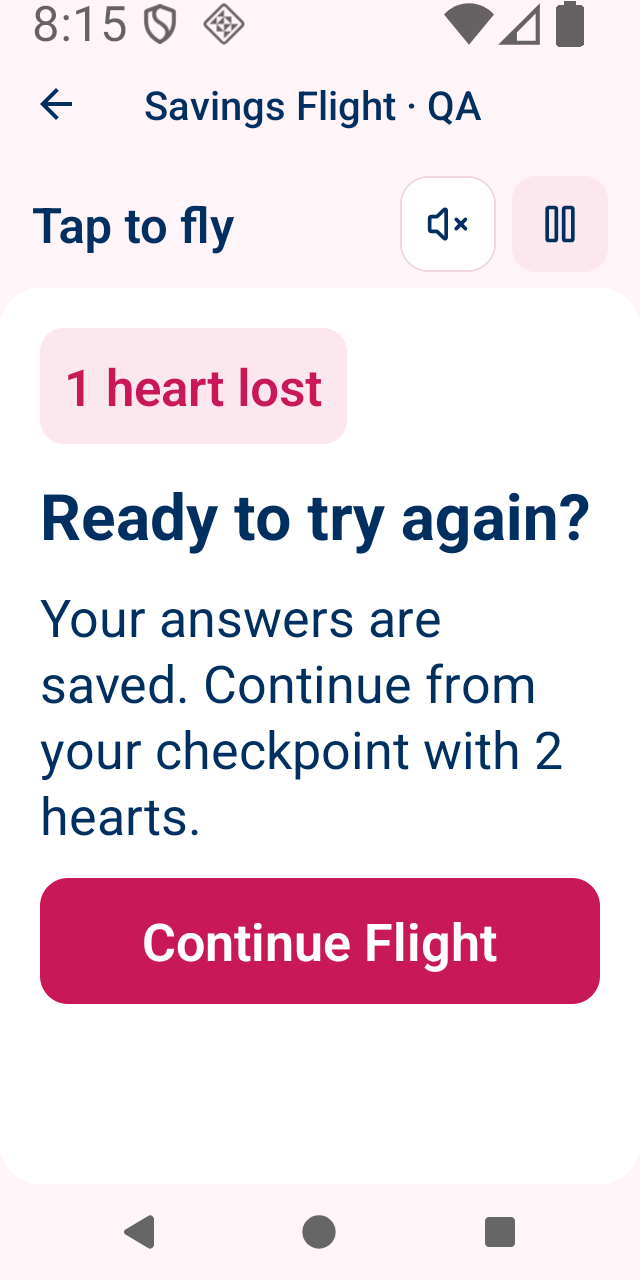 8:15
Savings Flight · QA
Tap to fly
1 heart lost
Ready to try again?
Your answers are
saved. Continue from
your checkpoint with 2
hearts.
Continue Flight